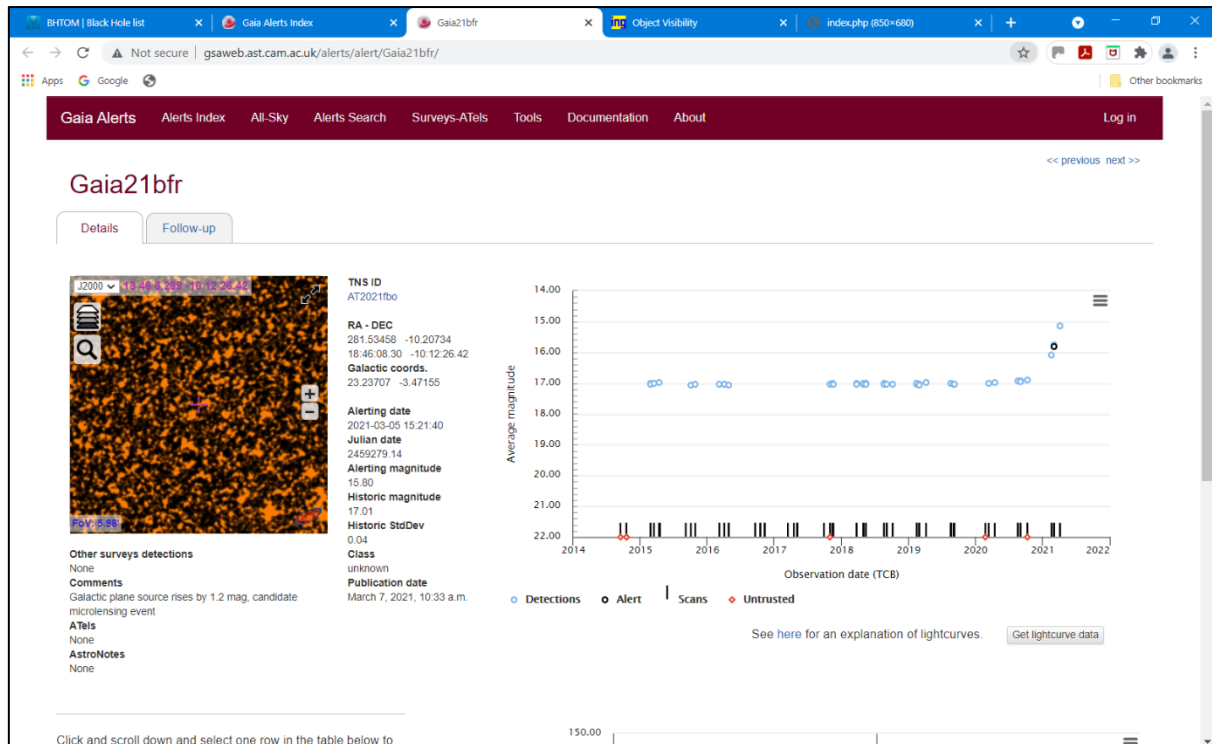 BHTOM | Black Hole list
Gaia Alerts Index
Gaia21bfr
ing Object Visibility
index.php (850×680)
Not secure | gsaweb.ast.cam.ac.uk/alerts/alert/Gaia21bfr/
Apps Google Other bookmarks
Gaia Alerts Alerts Index All-Sky Alerts Search Surveys-ATels Tools Documentation About Log in
<< previous next >>
Gaia21bfr
Details Follow-up
J2000 18 46 8.298 -10:12:26.42
FoV: 5.98'
TNS ID
AT2021fbo
RA - DEC
281.53458 -10.20734
18:46:08.30 -10:12:26.42
Galactic coords.
23.23707 -3.47155
Alerting date
2021-03-05 15:21:40
Julian date
2459279.14
Alerting magnitude
15.80
Historic magnitude
17.01
Historic StdDev
0.04
Class
unknown
Publication date
March 7, 2021, 10:33 a.m.
Other surveys detections
None
Comments
Galactic plane source rises by 1.2 mag, candidate
microlensing event
ATels
None
AstroNotes
None
Average magnitude
14.00
15.00
16.00
17.00
18.00
19.00
20.00
21.00
22.00
2014 2015 2016 2017 2018 2019 2020 2021 2022
Observation date (TCB)
Detections Alert Scans Untrusted
See here for an explanation of lightcurves. Get lightcurve data
Click and scroll down and select one row in the table below to
150.00